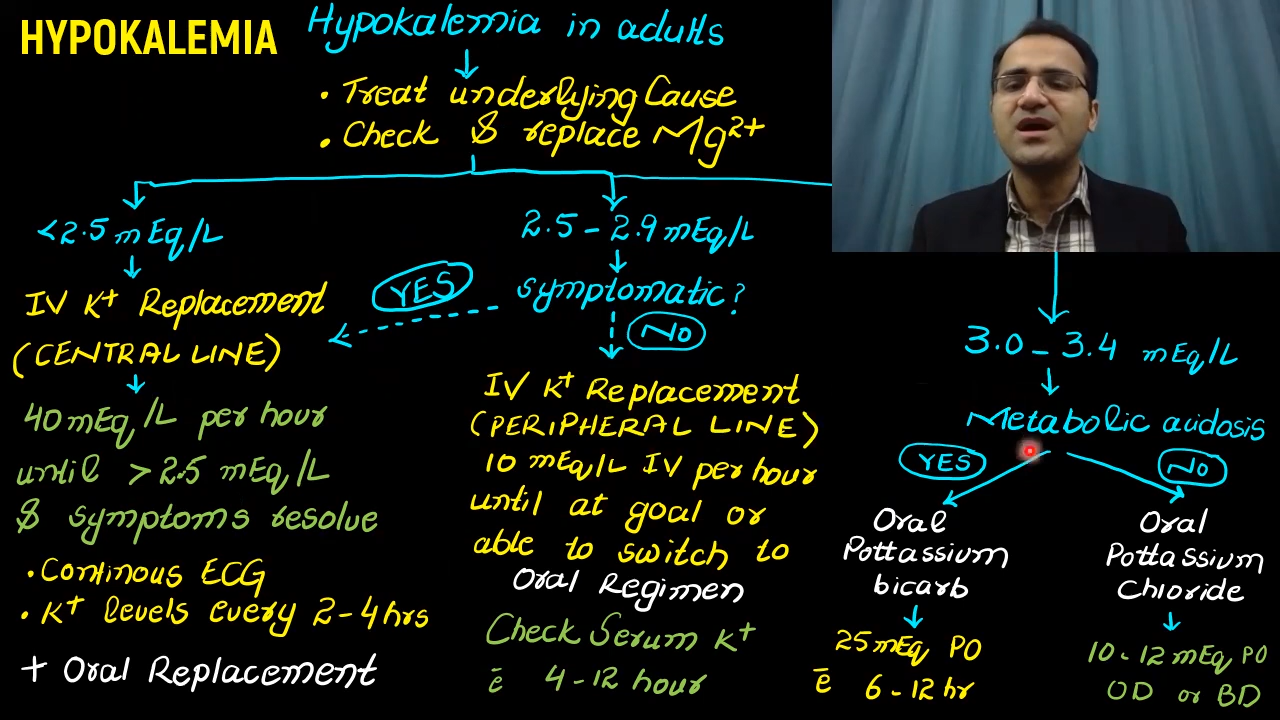 HYPOKALEMIA
Hypokalemia in adults
• Treat underlying Cause
• Check & replace Mg²⁺
<2.5 mEq/L
IV K⁺ Replacement
(CENTRAL LINE)
40 mEq/L per hour
until >2.5 mEq/L
& symptoms resolve
• Continous ECG
• K⁺ levels every 2-4 hrs
+ Oral Replacement
2.5 - 2.9 mEq/L
symptomatic?
YES
NO
IV K⁺ Replacement
(PERIPHERAL LINE)
10 mEq/L IV per hour
until at goal or
able to switch to
Oral Regimen
Check Serum K⁺
ē 4-12 hour
3.0 - 3.4 mEq/L
Metabolic acidosis
YES
NO
Oral
Pottassium
bicarb
25 mEq PO
ē 6-12 hr
Oral
Pottassium
Chloride
10-12 mEq PO
OD or BD